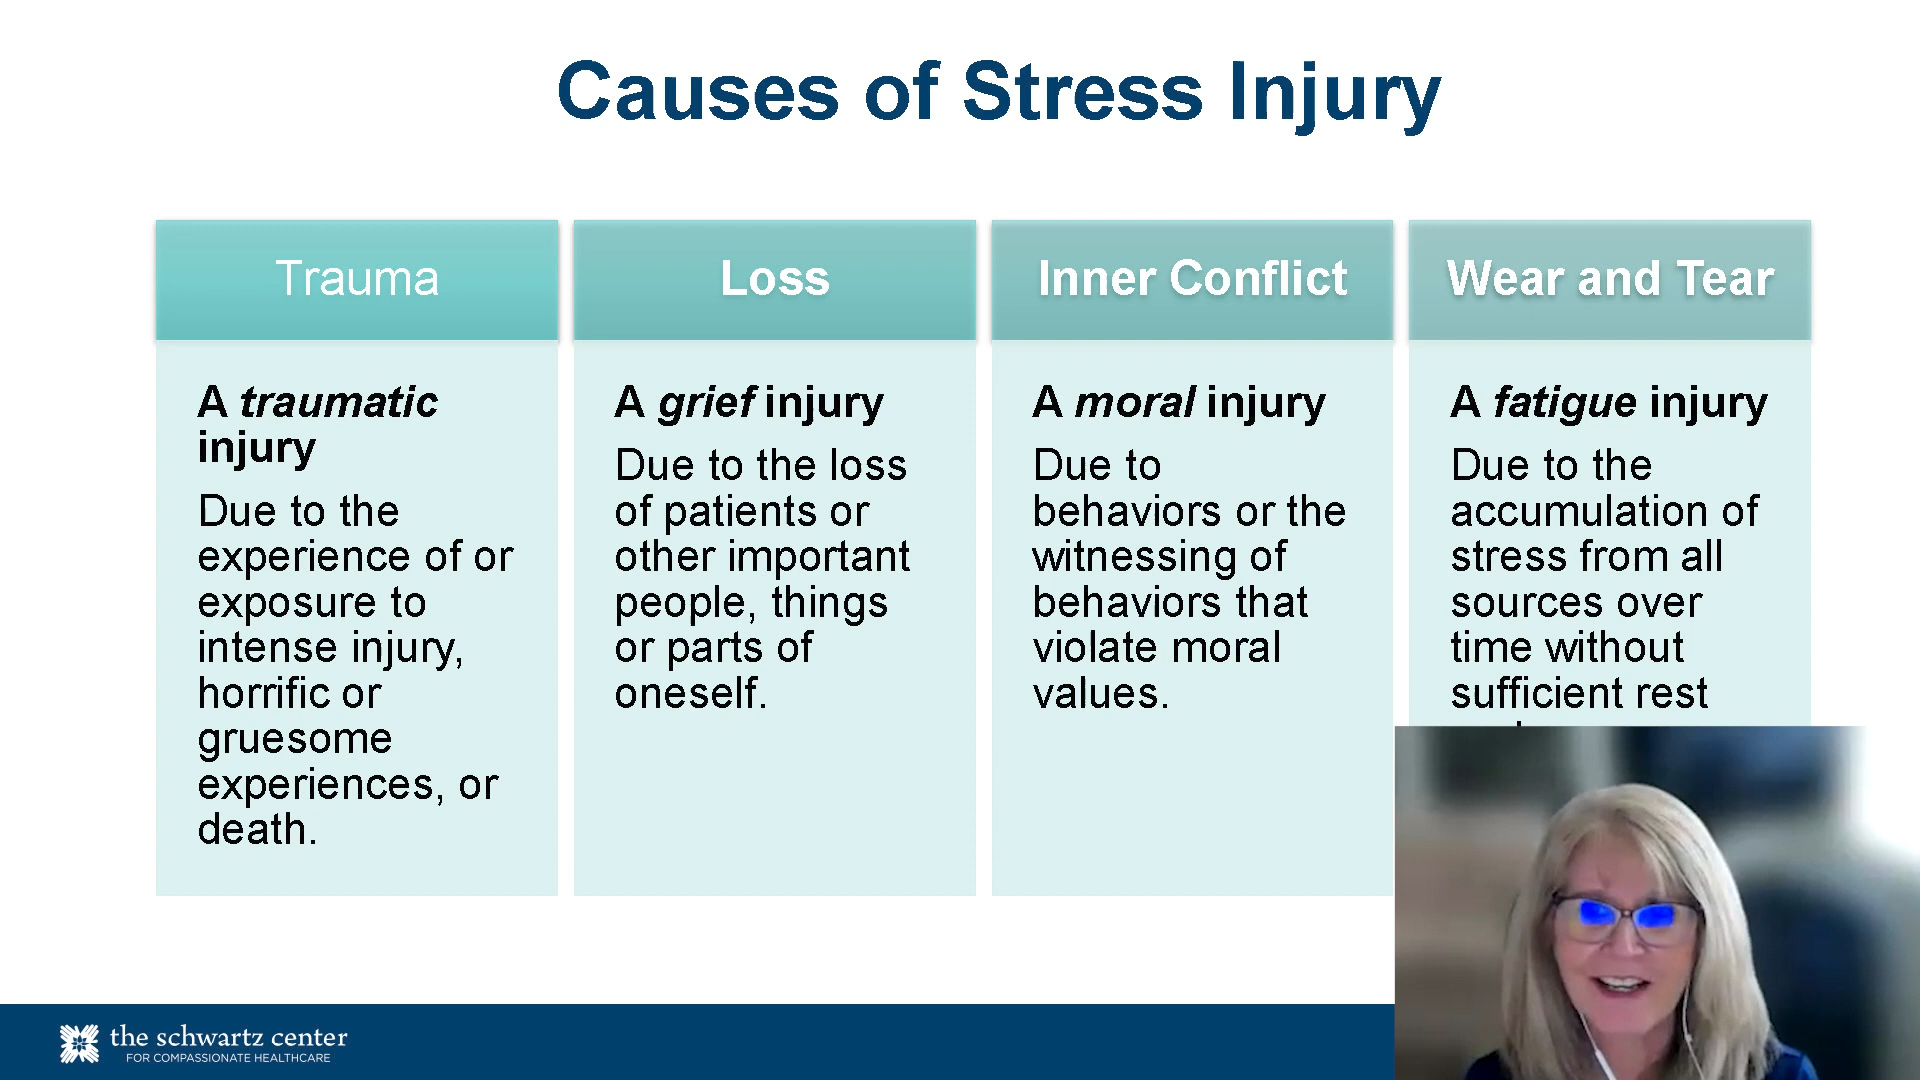 Causes of Stress Injury
Trauma
A traumatic
injury
Due to the
experience of or
exposure to
intense injury,
horrific or
gruesome
experiences, or
death.
Loss
A grief injury
Due to the loss
of patients or
other important
people, things
or parts of
oneself.
Inner Conflict
A moral injury
Due to
behaviors or the
witnessing of
behaviors that
violate moral
values.
Wear and Tear
A fatigue injury
Due to the
accumulation of
stress from all
sources over
time without
sufficient rest
the schwartz center
FOR COMPASSIONATE HEALTHCARE